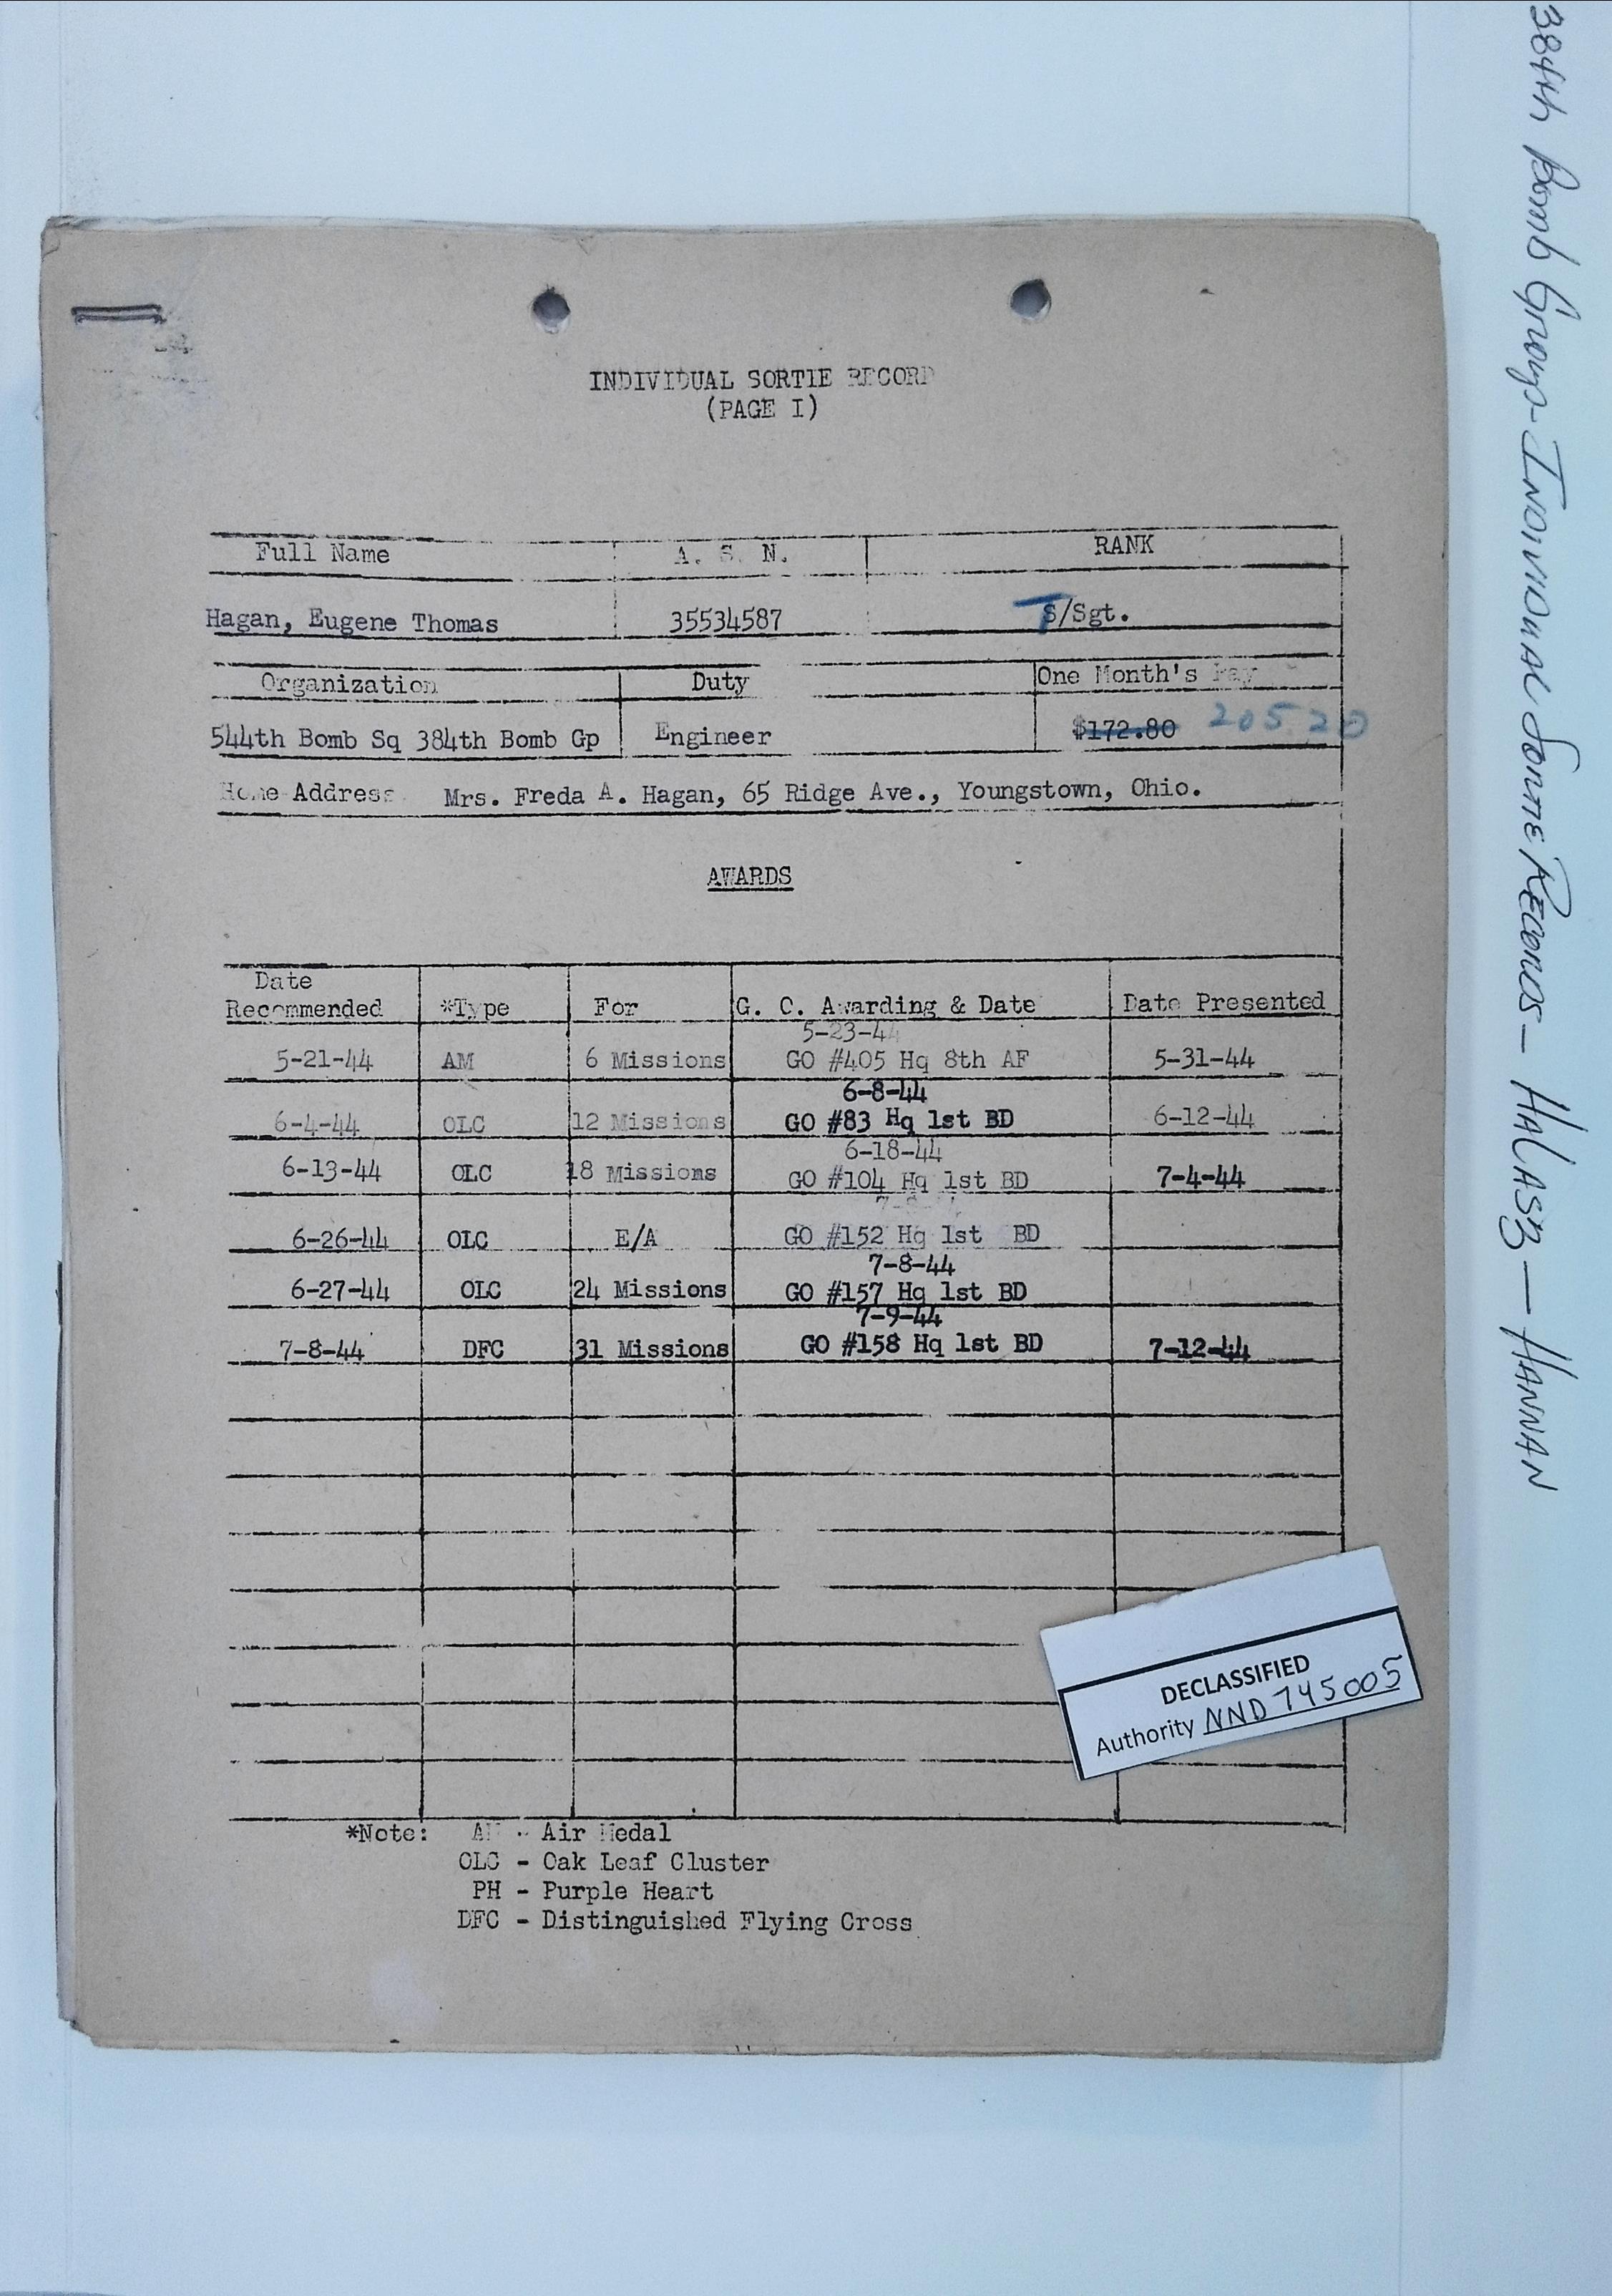 384th Bomb Group - Individual Sortie Records - Halasz - Hannan
INDIVIDUAL SORTIE RECORD
(PAGE I)
Full Name A. S. N. RANK
Hagan, Eugene Thomas 35534587 T S/Sgt.
Organization Duty One Month's Pay
544th Bomb Sq 384th Bomb Gp Engineer $172.80 205.20
Home Address Mrs. Freda A. Hagan, 65 Ridge Ave., Youngstown, Ohio.
AWARDS
Date
Recommended *Type For G. C. Awarding & Date Date Presented
5-23-44
5-21-44 AM 6 Missions GO #405 Hq 8th AF 5-31-44
6-8-44
6-4-44 OLC 12 Missions GO #83 Hq 1st BD 6-12-44
6-18-44
6-13-44 OLC 18 Missions GO #104 Hq 1st BD 7-4-44
6-26-44 OLC E/A GO #152 Hq 1st BD
7-8-44
6-27-44 OLC 24 Missions GO #157 Hq 1st BD
7-9-44
7-8-44 DFC 31 Missions GO #158 Hq 1st BD 7-12-44
DECLASSIFIED
Authority NND 745005
*Note: AM - Air Medal
OLC - Oak Leaf Cluster
PH - Purple Heart
DFC - Distinguished Flying Cross